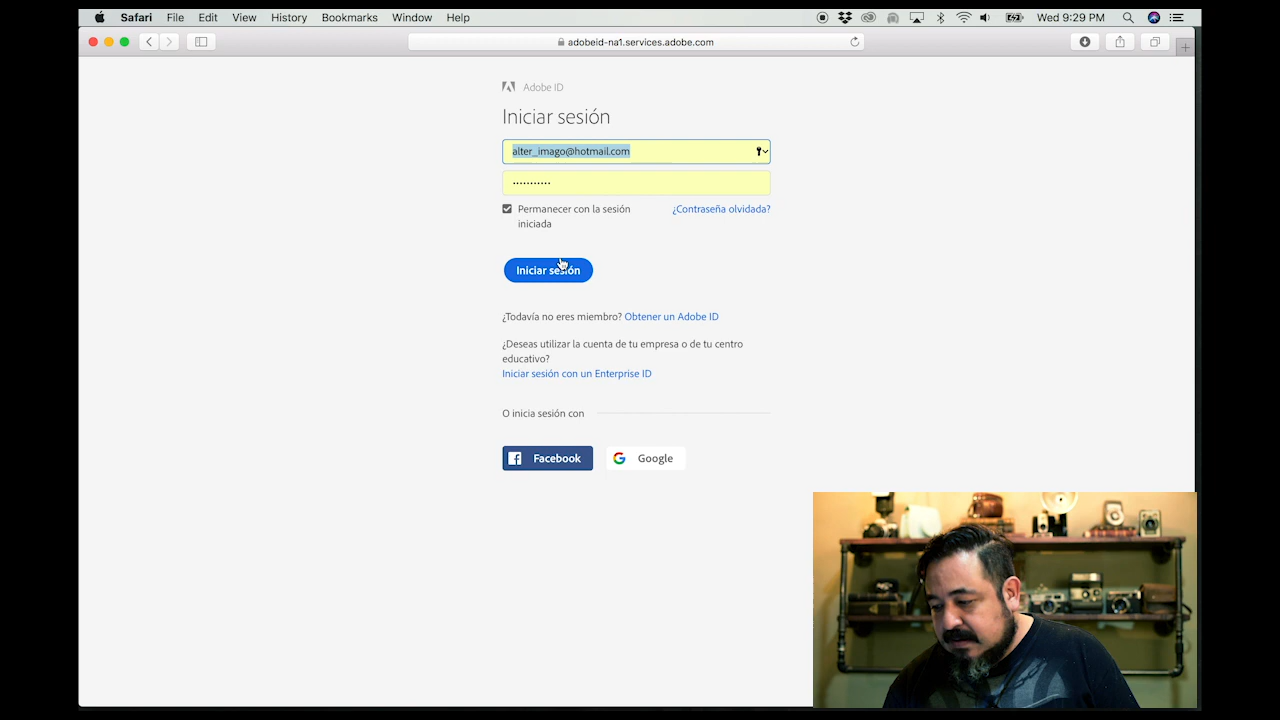 Safari File Edit View History Bookmarks Window Help Wed 9:29 PM
adobeid-na1.services.adobe.com
Adobe ID
Iniciar sesión
alter_imago@hotmail.com
Permanecer con la sesión
iniciada
¿Contraseña olvidada?
Iniciar sesión
¿Todavía no eres miembro? Obtener un Adobe ID
¿Deseas utilizar la cuenta de tu empresa o de tu centro
educativo?
Iniciar sesión con un Enterprise ID
O inicia sesión con
Facebook
Google